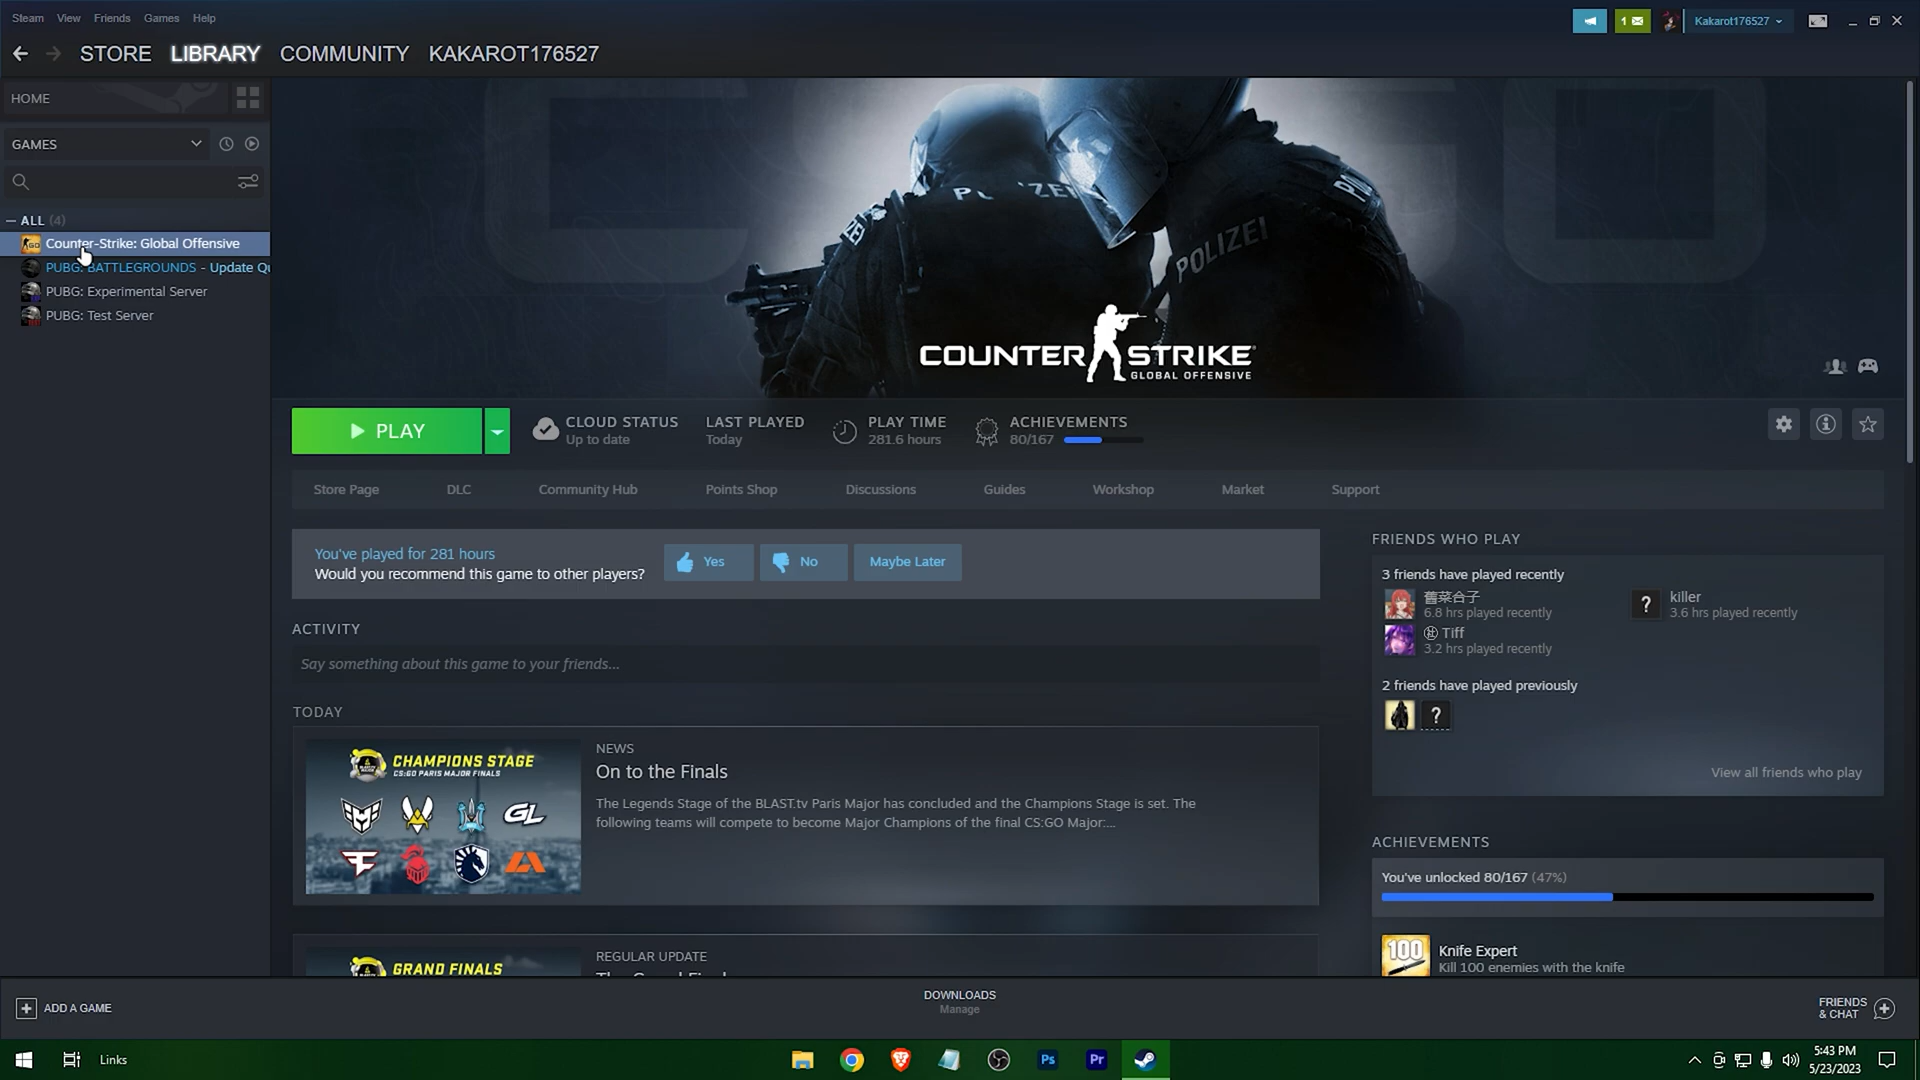 Steam View Friends Games Help
1
Kakarot176527
STORE LIBRARY COMMUNITY KAKAROT176527
HOME
GAMES
— ALL (4)
Counter-Strike: Global Offensive
PUBG: BATTLEGROUNDS - Update Qu
PUBG: Experimental Server
PUBG: Test Server
POLIZEI
COUNTER STRIKE
GLOBAL OFFENSIVE
PLAY
CLOUD STATUS
Up to date
LAST PLAYED
Today
PLAY TIME
281.6 hours
ACHIEVEMENTS
80/167
Store Page DLC Community Hub Points Shop Discussions Guides Workshop Market Support
You've played for 281 hours
Would you recommend this game to other players?
Yes
No
Maybe Later
ACTIVITY
Say something about this game to your friends...
TODAY
CHAMPIONS STAGE
CS:GO PARIS MAJOR FINALS
GL
NEWS
On to the Finals
The Legends Stage of the BLAST.tv Paris Major has concluded and the Champions Stage is set. The
following teams will compete to become Major Champions of the final CS:GO Major:...
GRAND FINALS
REGULAR UPDATE
FRIENDS WHO PLAY
3 friends have played recently
舊菜合子
6.8 hrs played recently
killer
3.6 hrs played recently
Tiff
3.2 hrs played recently
2 friends have played previously
View all friends who play
ACHIEVEMENTS
You've unlocked 80/167 (47%)
100
Knife Expert
Kill 100 enemies with the knife
ADD A GAME
DOWNLOADS
Manage
FRIENDS
& CHAT
Links
Ps
Pr
5:43 PM
5/23/2023